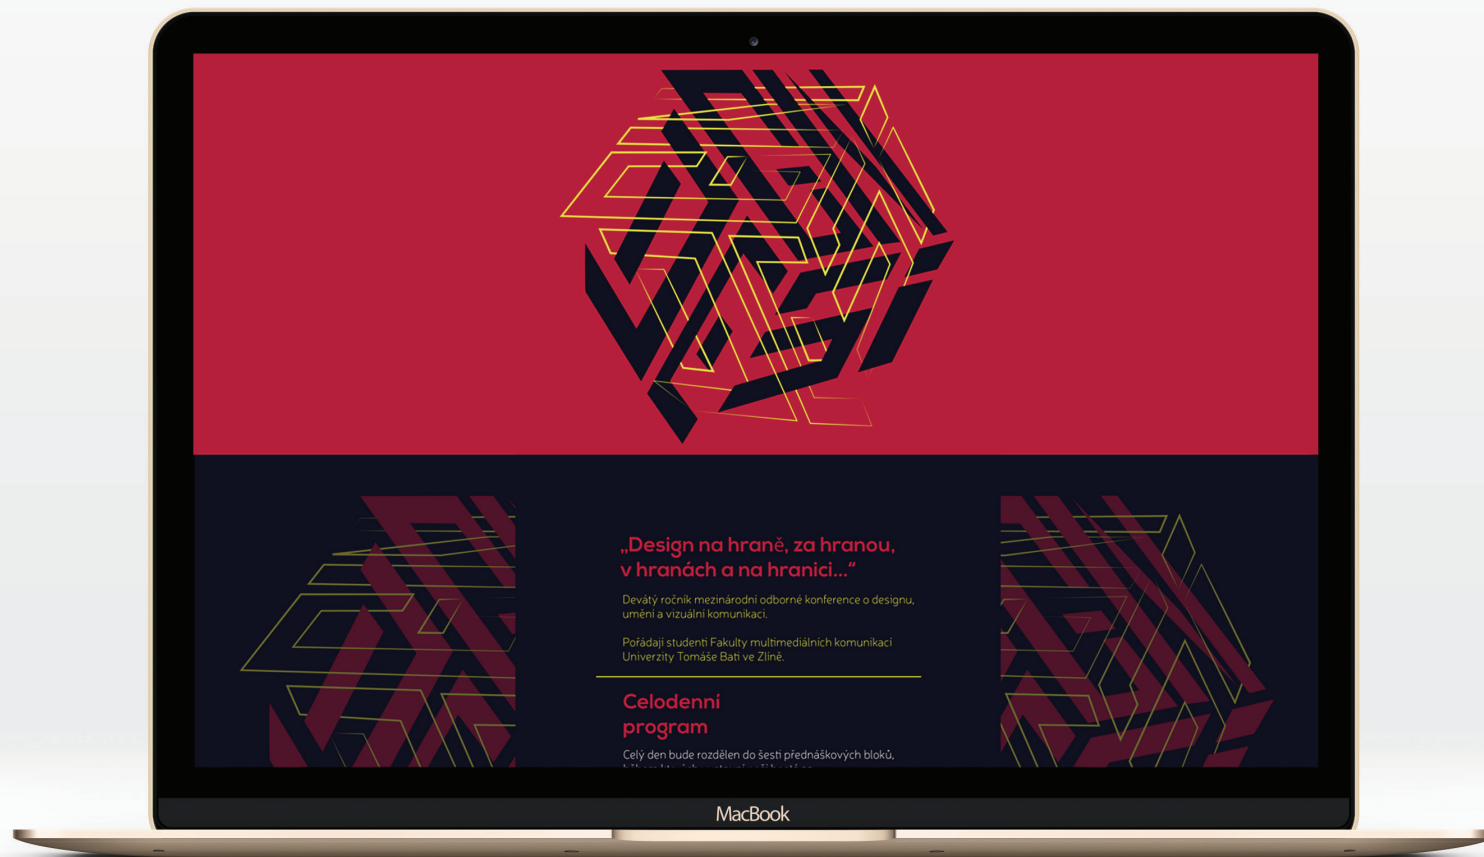 „Design na hraně, za hranou,
v hranách a na hranici...“
Devátý ročník mezinárodní odborné konference o designu,
umění a vizuální komunikaci.
Pořádají studenti Fakulty multimediálních komunikací
Univerzity Tomáše Bati ve Zlíně.
Celodenní
program
Celý den bude rozdělen do šesti přednáškových bloků,
MacBook